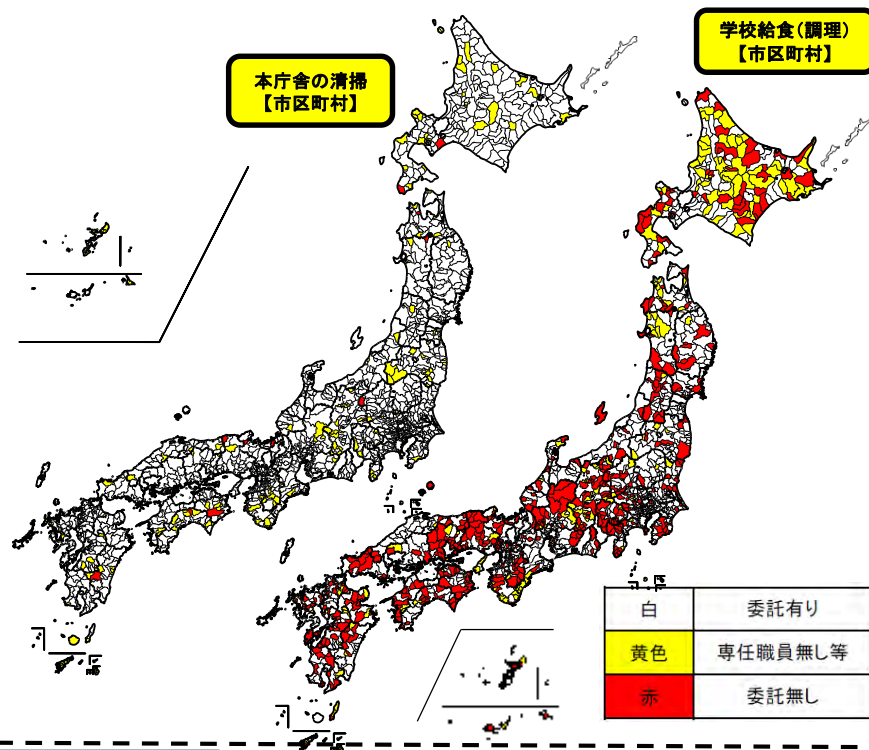 本庁舎の清掃
【市区町村】
学校給食(調理)
【市区町村】
白 委託有り
黄色 専任職員無し等
赤 委託無し